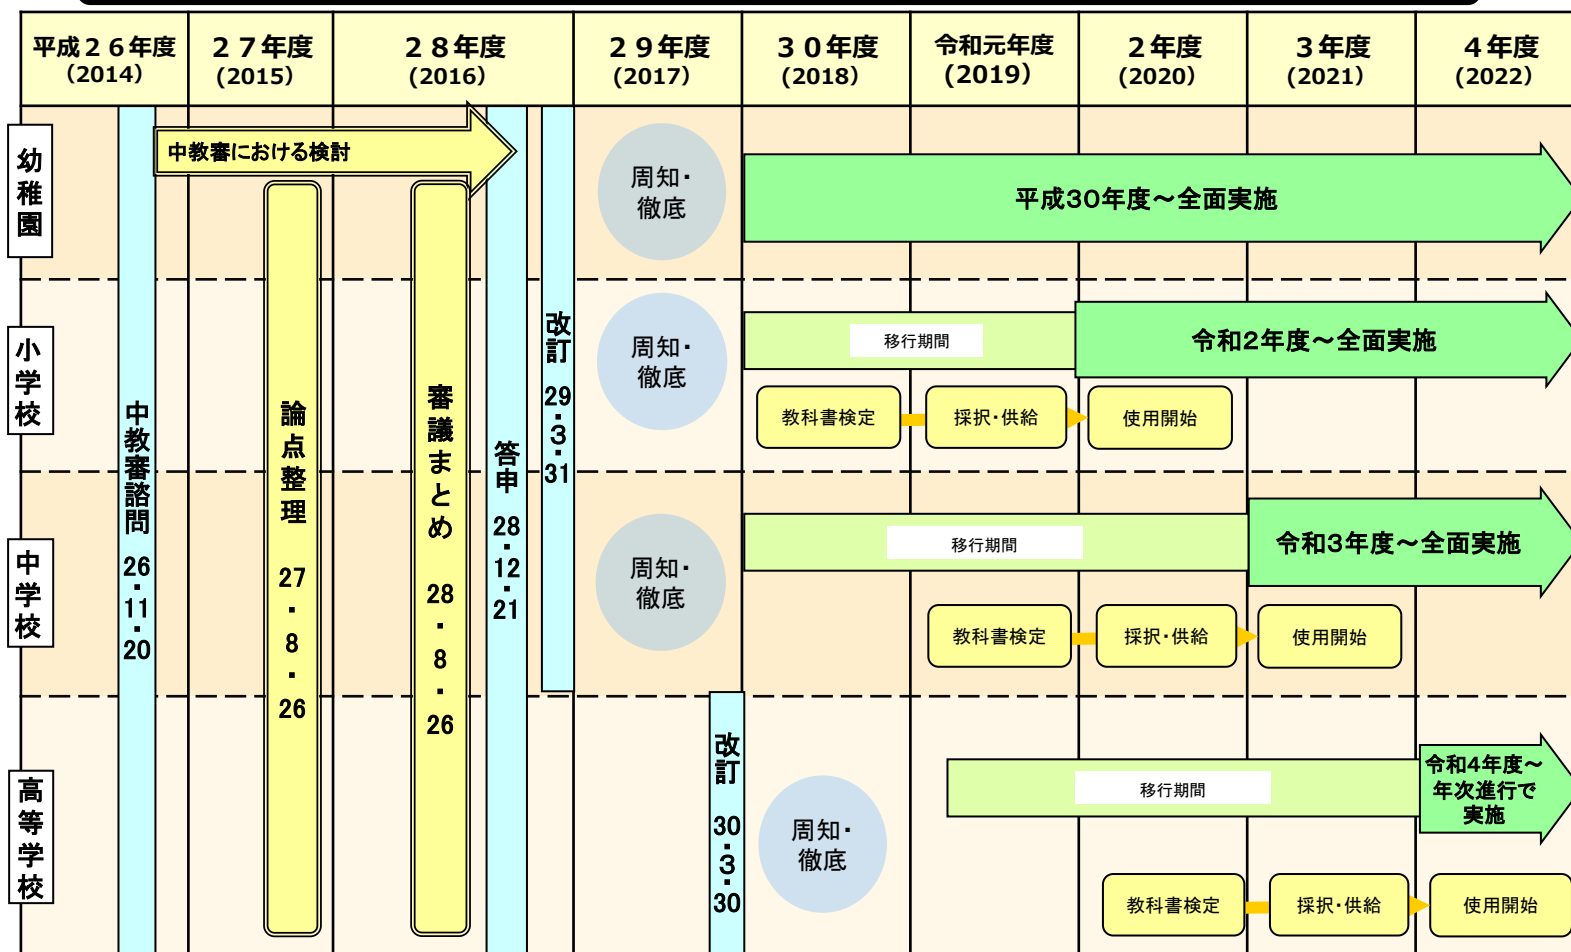 平成２６年度
(2014)
２７年度
(2015)
２８年度
(2016)
２９年度
(2017)
３０年度
(2018)
令和元年度
(2019)
２年度
(2020)
３年度
(2021)
４年度
(2022)
幼稚園
中教審における検討
周知・
徹底
平成30年度～全面実施
小学校
周知・
徹底
移行期間
令和2年度～全面実施
教科書検定
採択・供給
使用開始
中教審諮問 26・11・20
論点整理 27・8・26
審議まとめ 28・8・26
答申 28・12・21
改訂 29・3・31
中学校
周知・
徹底
移行期間
令和3年度～全面実施
教科書検定
採択・供給
使用開始
高等学校
改訂 30・3・30
周知・
徹底
移行期間
令和4年度～
年次進行で
実施
教科書検定
採択・供給
使用開始